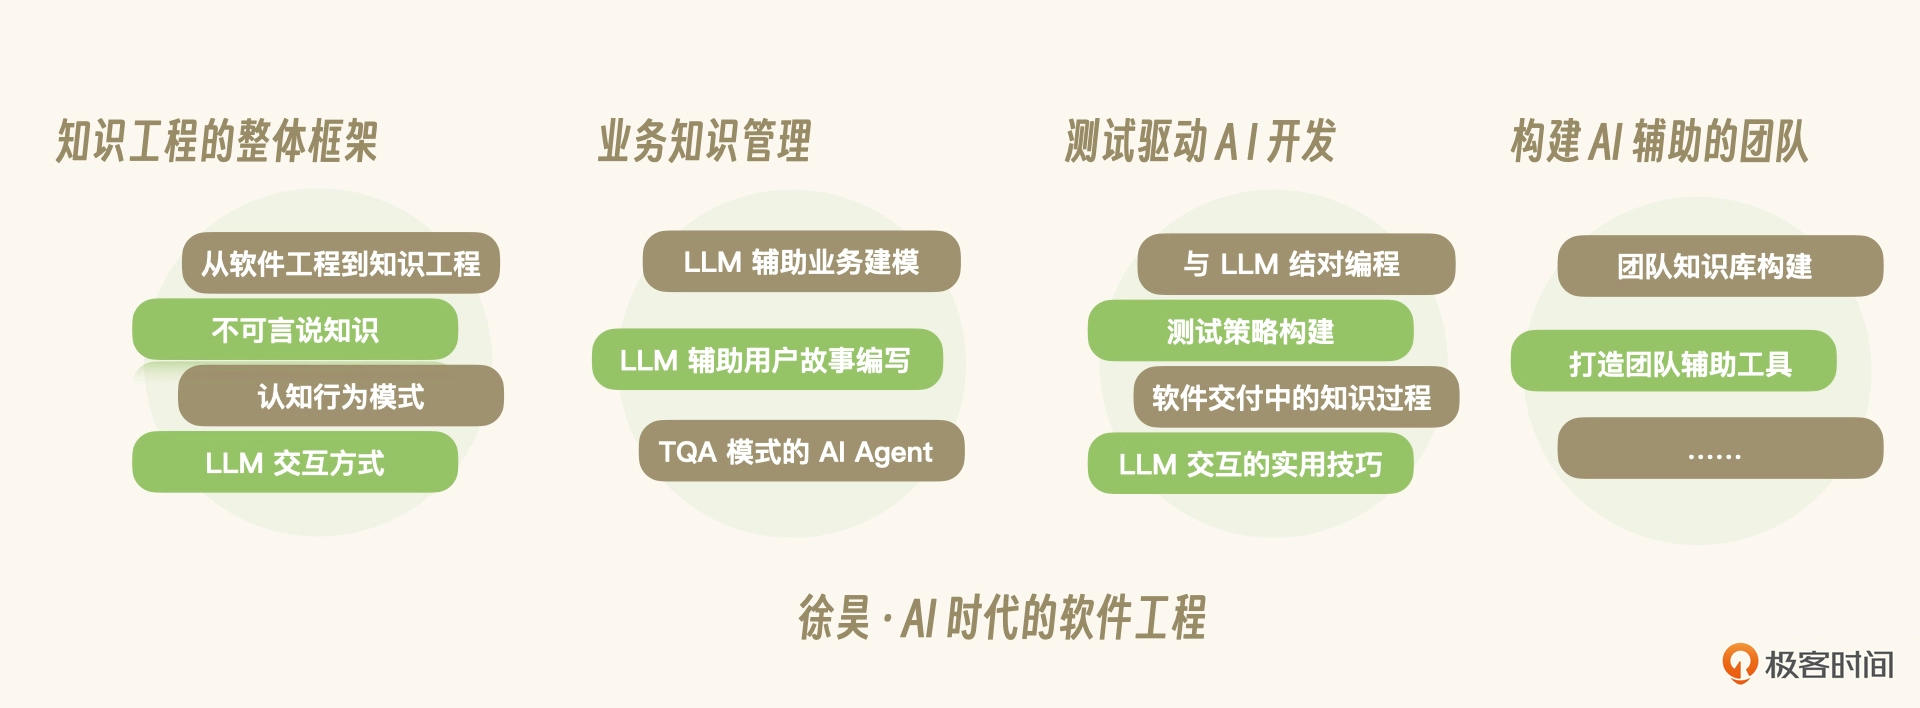 知识工程的整体框架
从软件工程到知识工程
不可言说知识
认知行为模式
LLM 交互方式
业务知识管理
LLM 辅助业务建模
LLM 辅助用户故事编写
TQA 模式的 AI Agent
测试驱动 AI 开发
与 LLM 结对编程
测试策略构建
软件交付中的知识过程
LLM 交互的实用技巧
构建 AI 辅助的团队
团队知识库构建
打造团队辅助工具
……
徐昊 · AI 时代的软件工程
极客时间